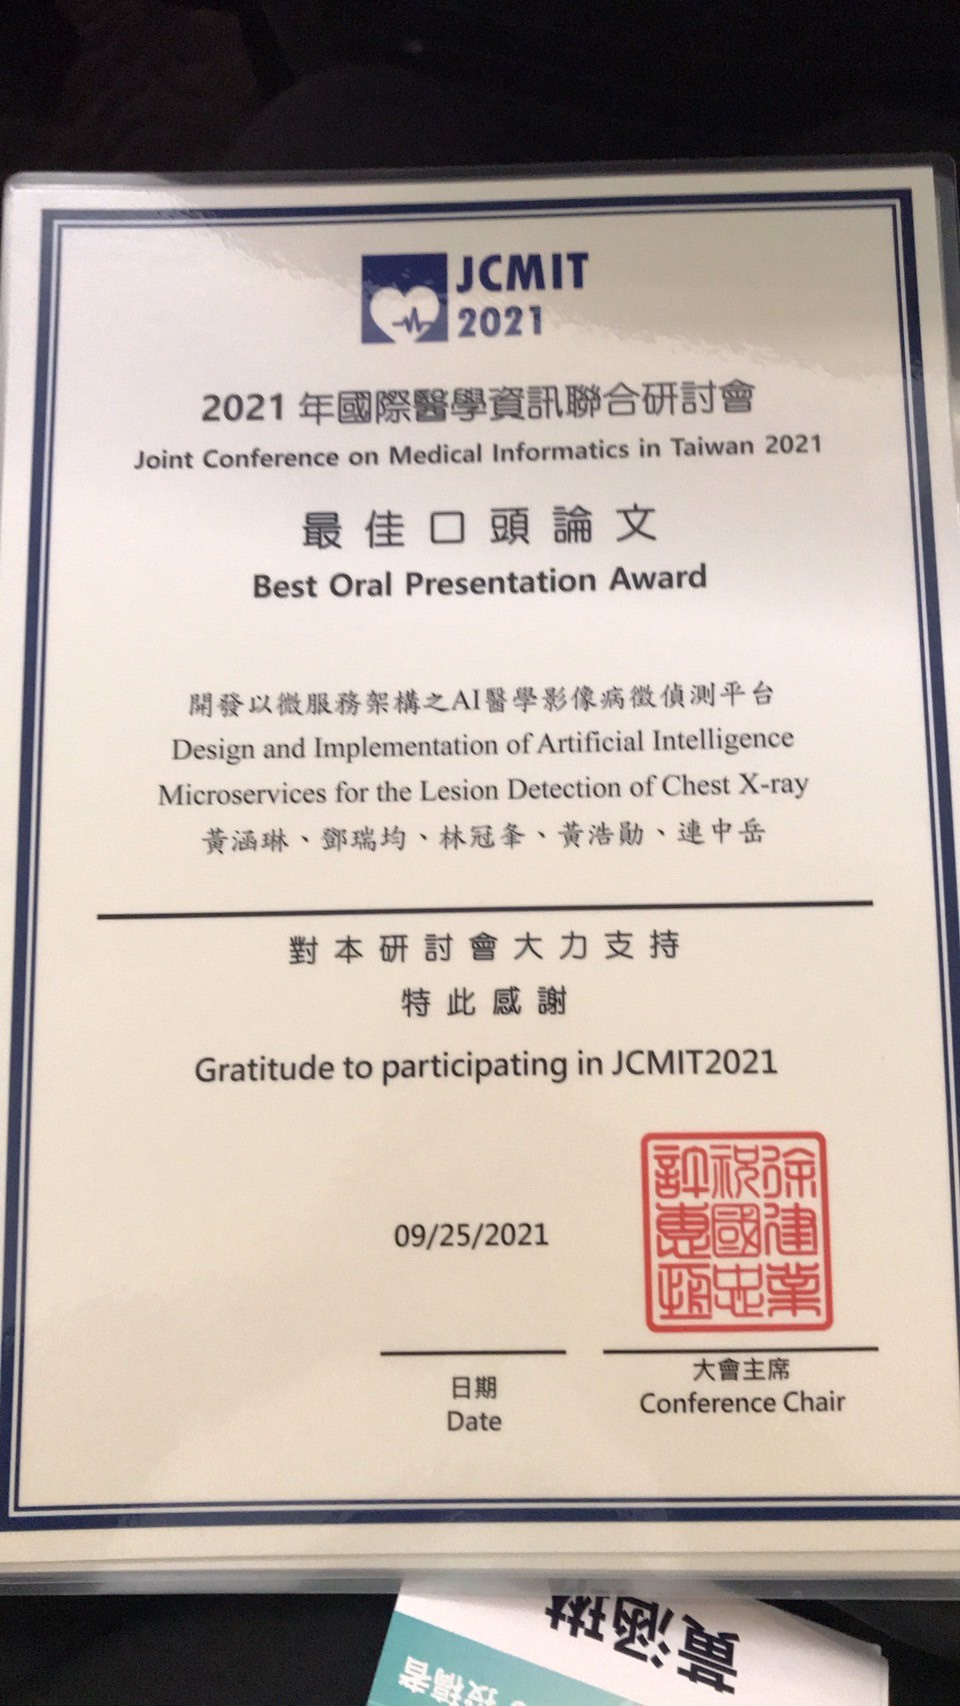 JCMIT
2021
2021 年國際醫學資訊聯合研討會
Joint Conference on Medical Informatics in Taiwan 2021
最佳口頭論文
Best Oral Presentation Award
開發以微服務架構之AI醫學影像病徵偵測平台
Design and Implementation of Artificial Intelligence
Microservices for the Lesion Detection of Chest X-ray
黃涵琳、鄧瑞均、林冠夆、黃浩勛、連中岳
對本研討會大力支持
特此感謝
Gratitude to participating in JCMIT2021
徐建業
祝國忠
許惠恒
09/25/2021
日期
Date
大會主席
Conference Chair
黃涵琳
投稿者